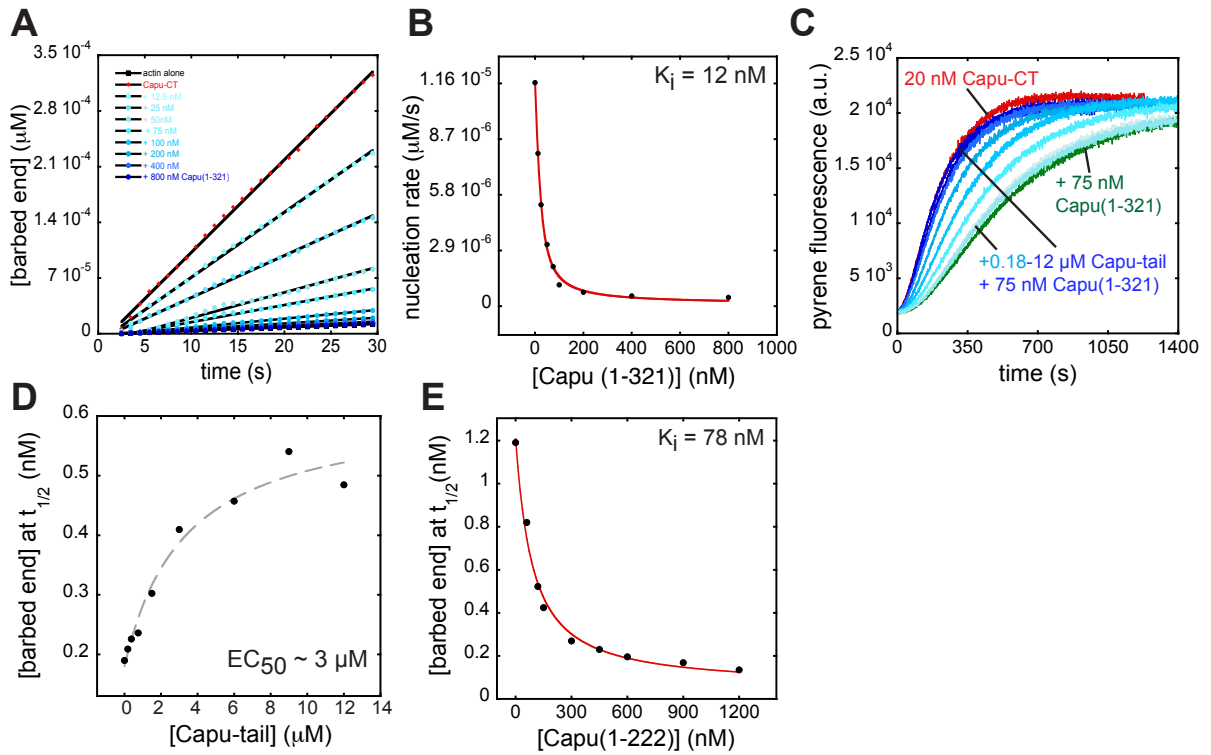 A
3.5 10-4
2.8 10-4
2.1 10-4
1.4 10-4
7 10-5
0
[barbed end] (μM)
actin alone
Capu-CT
+ 12.5 nM
+ 25 nM
+ 50nM
+ 75 nM
+ 100 nM
+ 200 nM
+ 400 nM
+ 800 nM Capu(1-321)
0 5 10 15 20 25 30
time (s)
B
Ki = 12 nM
1.16 10-5
8.7 10-6
5.8 10-6
2.9 10-6
0
nucleation rate (μM/s)
0 200 400 600 800 1000
[Capu (1-321)] (nM)
C
2.5 104
2 104
1.5 104
1 104
5 103
0
pyrene fluorescence (a.u.)
20 nM Capu-CT
+ 75 nM
Capu(1-321)
+0.18-12 μM Capu-tail
+ 75 nM Capu(1-321)
0 350 700 1050 1400
time (s)
D
0.6
0.5
0.4
0.3
0.2
0.1
[barbed end] at t1/2 (nM)
EC50 ~ 3 μM
0 2 4 6 8 10 12 14
[Capu-tail] (μM)
E
Ki = 78 nM
1.2
1
0.8
0.6
0.4
0.2
0
[barbed end] at t1/2(nM)
0 300 600 900 1200
[Capu(1-222)] (nM)